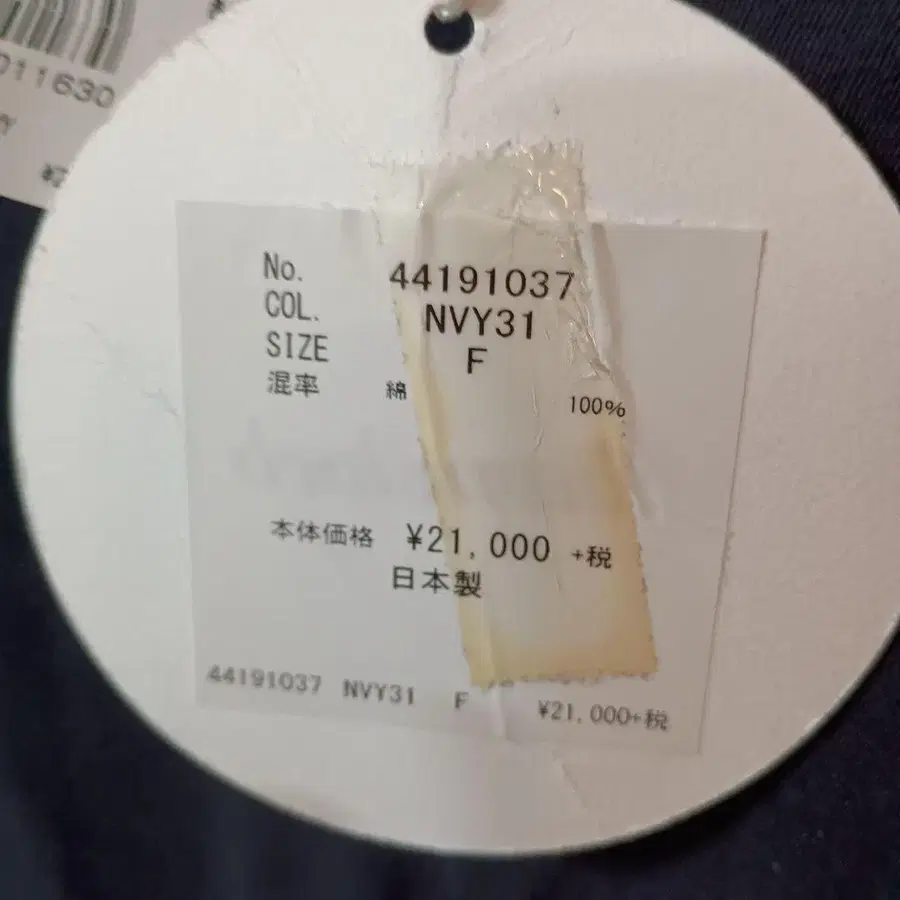 011630
No. 44191037
COL. NVY31
SIZE F
混率 綿 100%
本体価格 ¥21,000 +税
日本製
44191037 NVY31 F ¥21,000+税